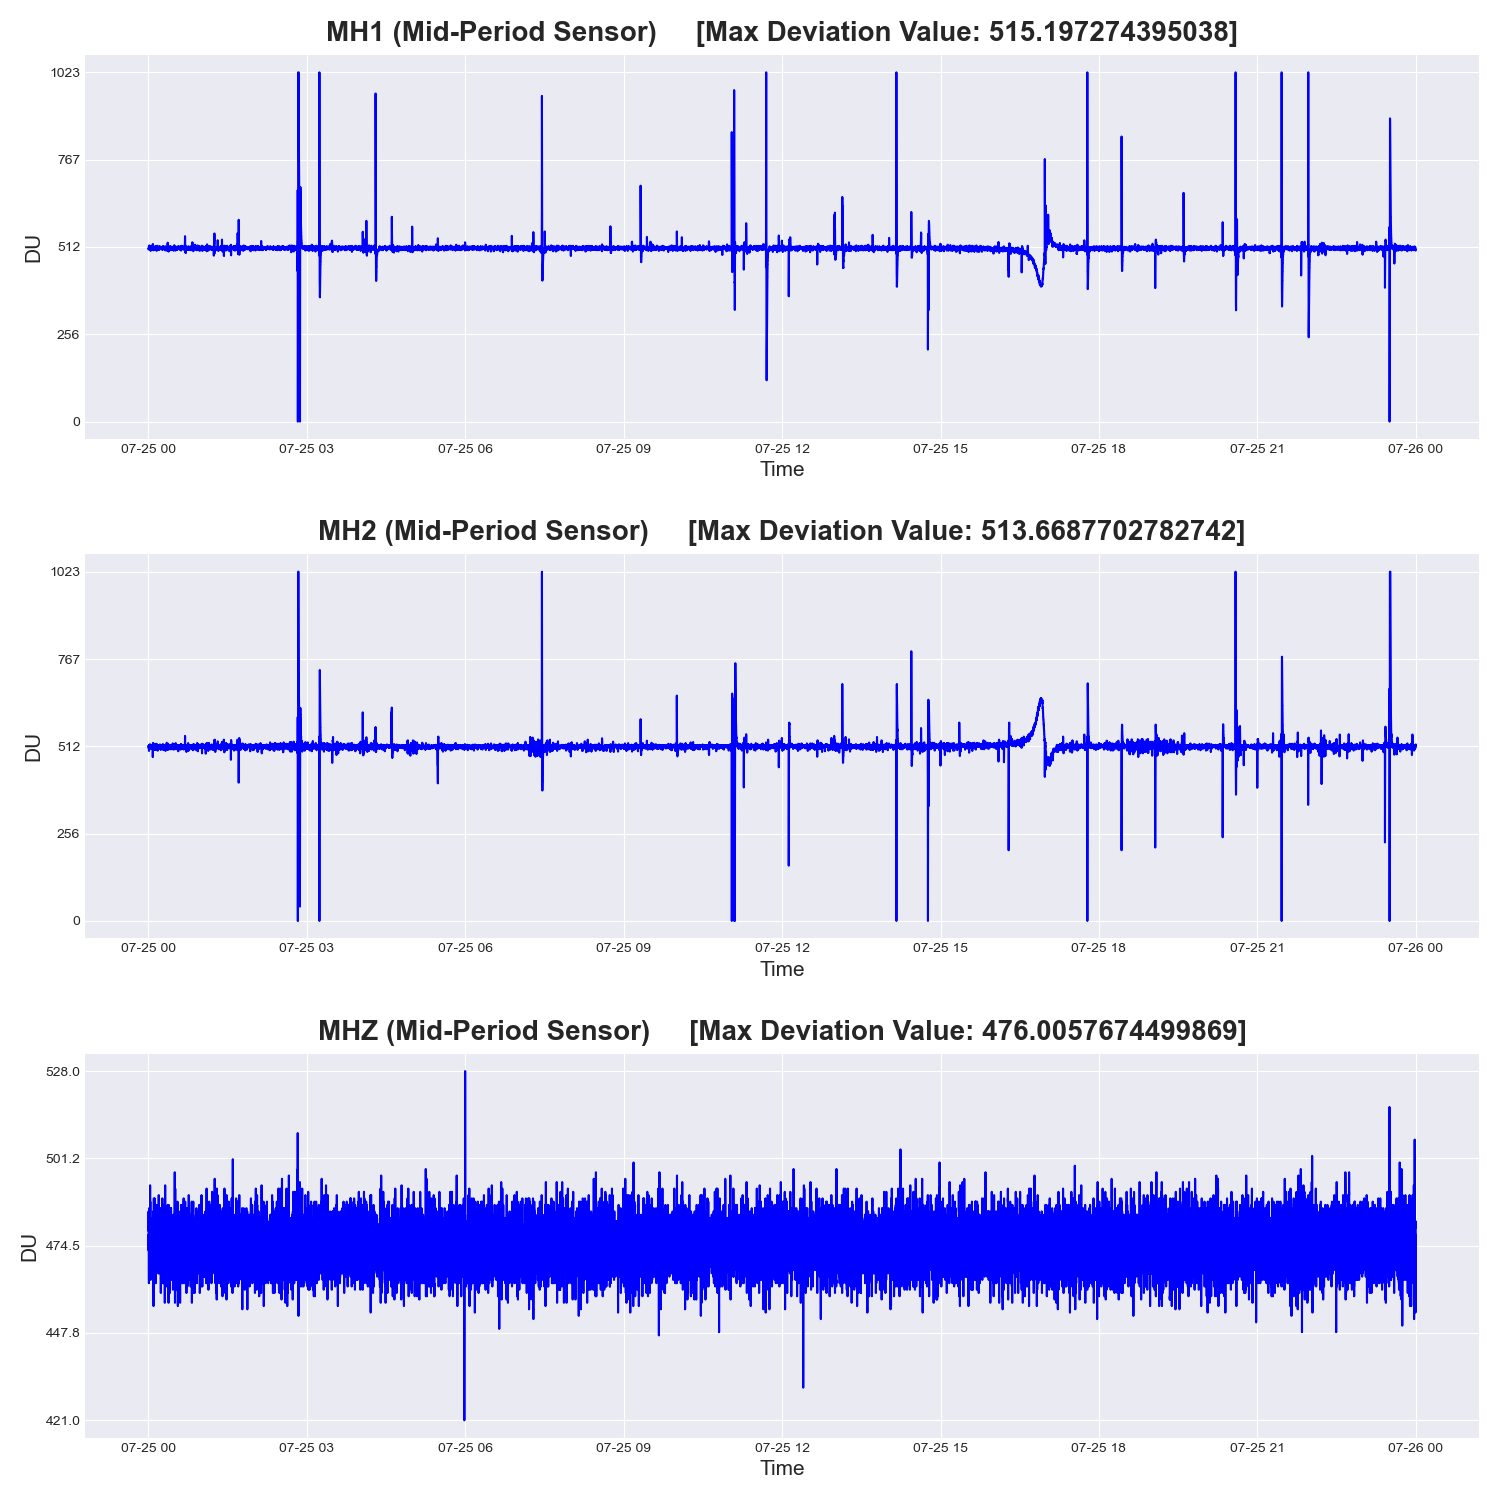 MH1 (Mid-Period Sensor)     [Max Deviation Value: 515.197274395038]
1023
767
512
256
0
DU
07-25 00 07-25 03 07-25 06 07-25 09 07-25 12 07-25 15 07-25 18 07-25 21 07-26 00
Time
MH2 (Mid-Period Sensor)     [Max Deviation Value: 513.6687702782742]
1023
767
512
256
0
DU
07-25 00 07-25 03 07-25 06 07-25 09 07-25 12 07-25 15 07-25 18 07-25 21 07-26 00
Time
MHZ (Mid-Period Sensor)     [Max Deviation Value: 476.0057674499869]
528.0
501.2
474.5
447.8
421.0
DU
07-25 00 07-25 03 07-25 06 07-25 09 07-25 12 07-25 15 07-25 18 07-25 21 07-26 00
Time